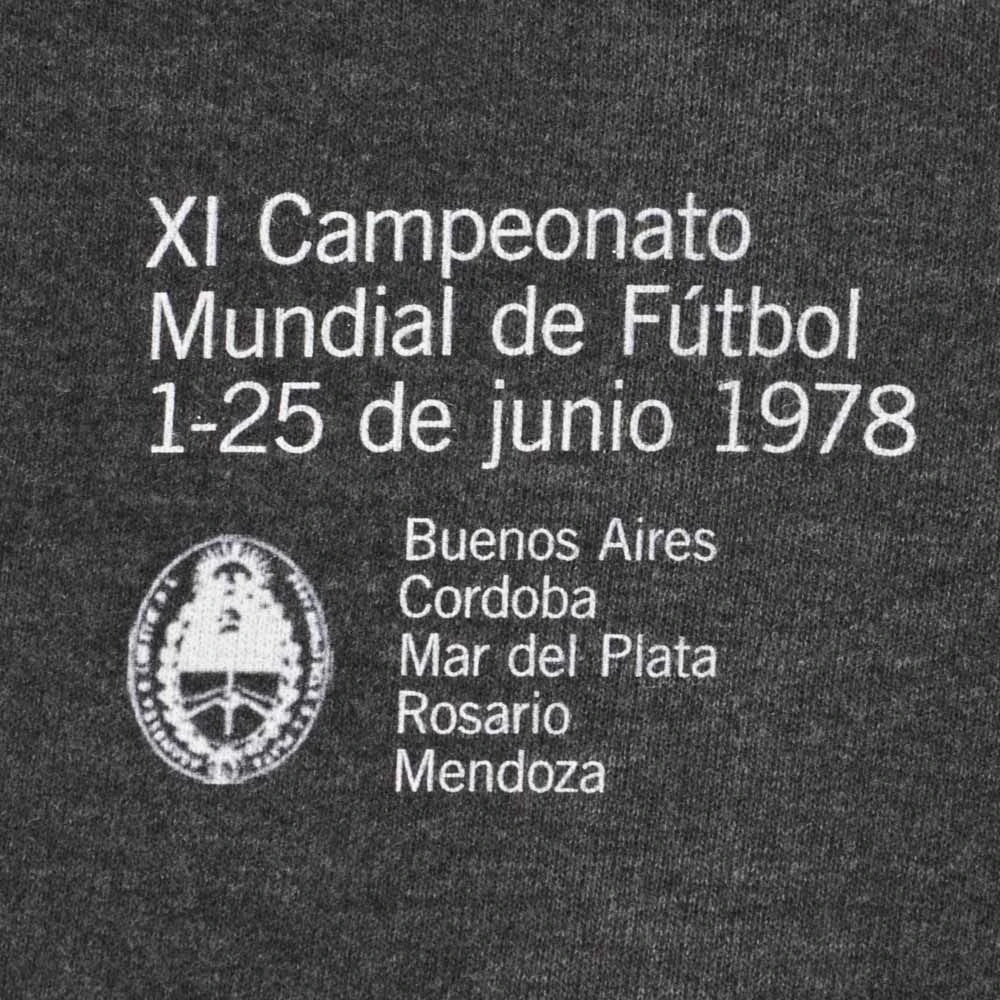 XI Campeonato
Mundial de Fútbol
1-25 de junio 1978
Buenos Aires
Cordoba
Mar del Plata
Rosario
Mendoza